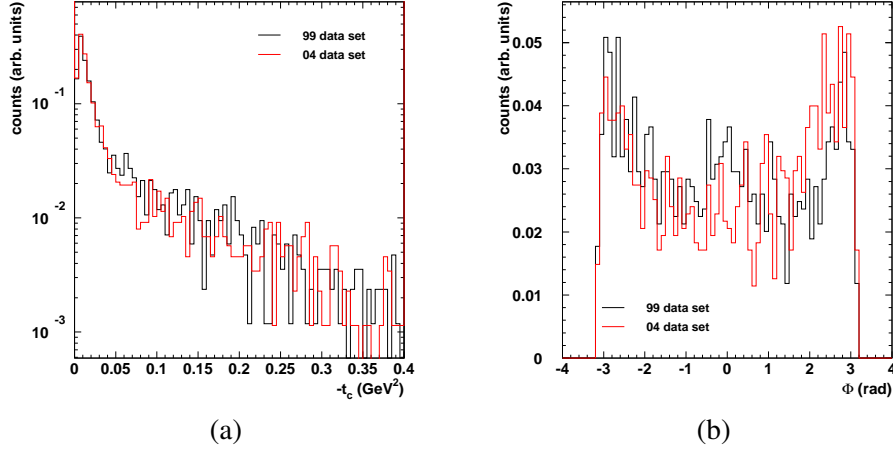 counts (arb. units)
99 data set
04 data set
10^-1
10^-2
10^-3
0 0.05 0.1 0.15 0.2 0.25 0.3 0.35 0.4
-t_c (GeV^2)
(a)
counts (arb. units)
0.05
0.04
0.03
0.02
0.01
0
99 data set
04 data set
-4 -3 -2 -1 0 1 2 3 4
Φ (rad)
(b)